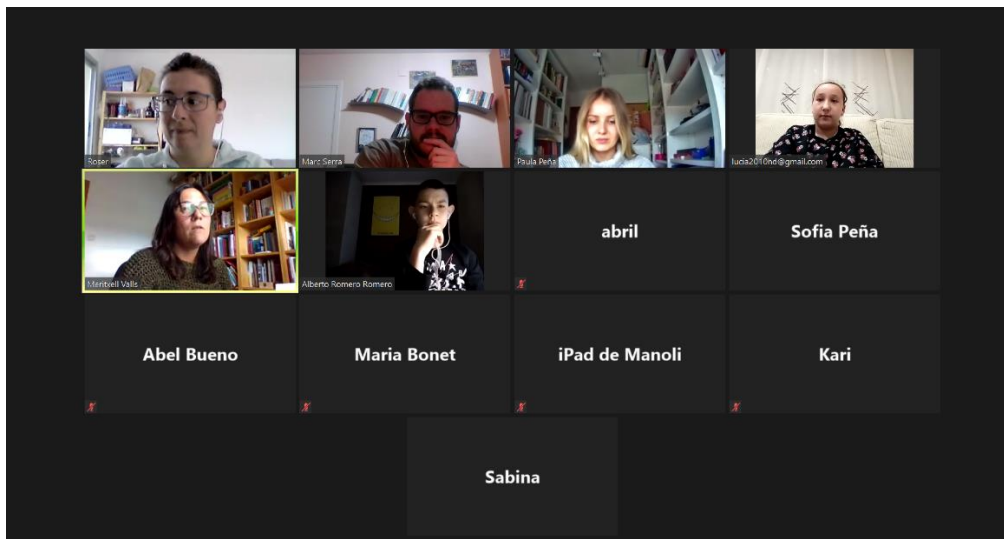 Roser
Marc Serra
Paula Peña
lucia2010nd@gmail.com
Meritxell Valls
Alberto Romero Romero
abril
Sofia Peña
Abel Bueno
Maria Bonet
iPad de Manoli
Kari
Sabina